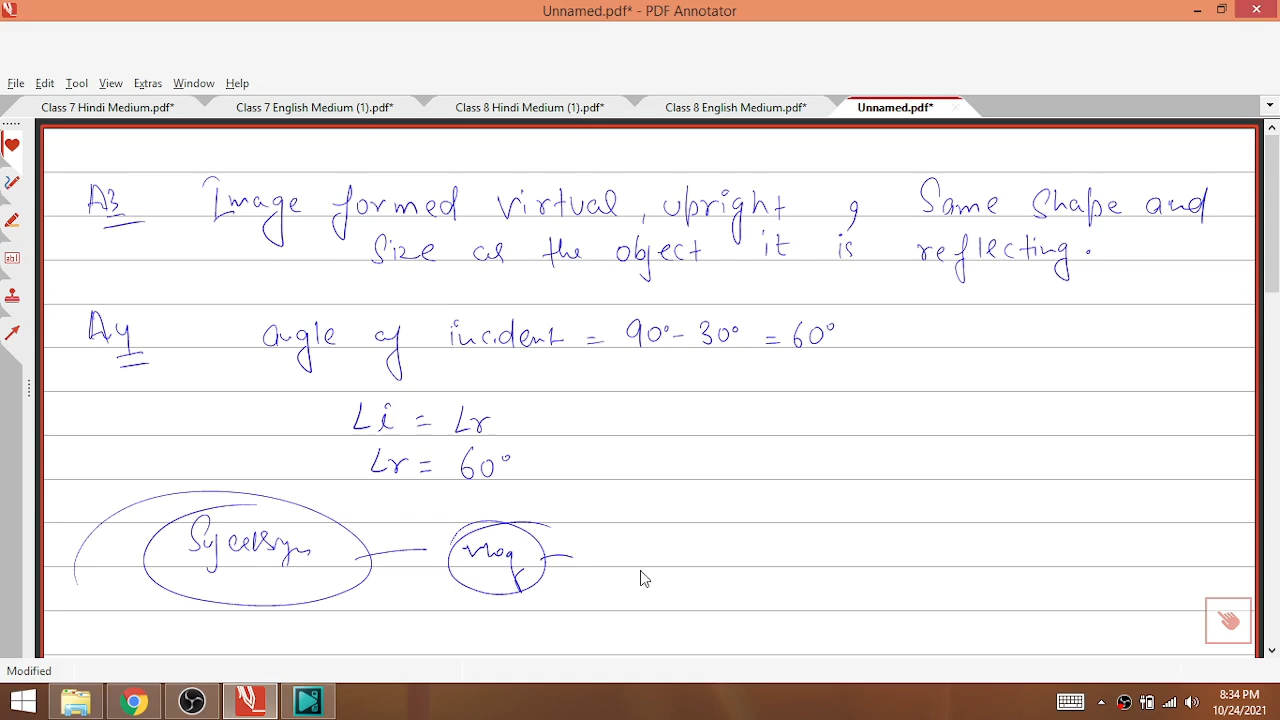 Unnamed.pdf* - PDF Annotator
File Edit Tool View Extras Window Help
Class 7 Hindi Medium.pdf* Class 7 English Medium (1).pdf* Class 8 Hindi Medium (1).pdf* Class 8 English Medium.pdf* Unnamed.pdf*
A3 Image formed virtual, upright , Same Shape and
Size as the object it is reflecting.
A4 angle of incident = 90° - 30° = 60°
∠i = ∠r
∠r = 60°
Modified
8:34 PM
10/24/2021